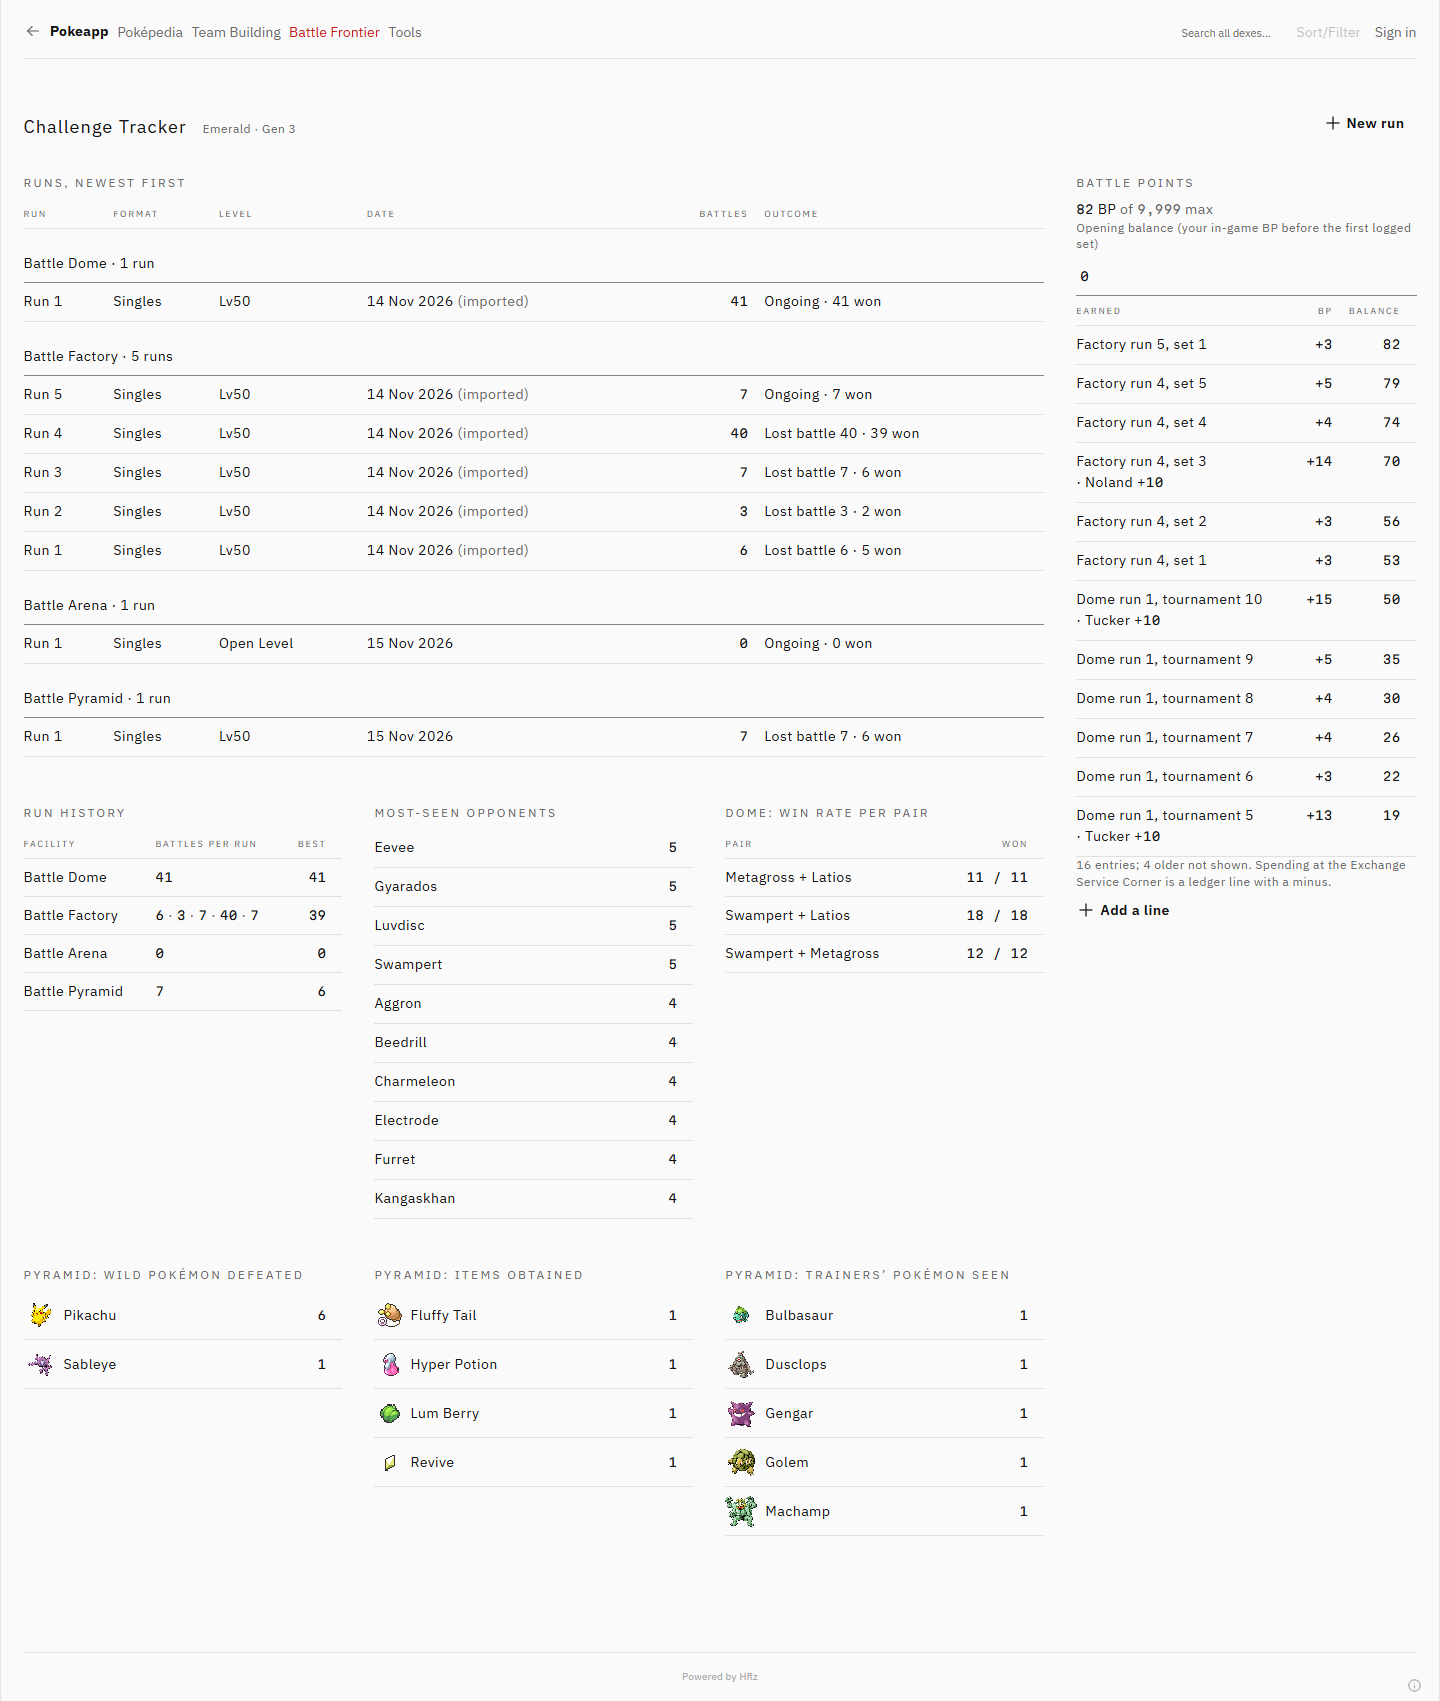 Pokeapp Poképedia Team Building Battle Frontier Tools
Search all dexes... Sort/Filter Sign in
Challenge Tracker Emerald · Gen 3
New run
RUNS, NEWEST FIRST
RUN FORMAT LEVEL DATE BATTLES OUTCOME
Battle Dome · 1 run
Run 1 Singles Lv50 14 Nov 2026 (imported) 41 Ongoing · 41 won
Battle Factory · 5 runs
Run 5 Singles Lv50 14 Nov 2026 (imported) 7 Ongoing · 7 won
Run 4 Singles Lv50 14 Nov 2026 (imported) 40 Lost battle 40 · 39 won
Run 3 Singles Lv50 14 Nov 2026 (imported) 7 Lost battle 7 · 6 won
Run 2 Singles Lv50 14 Nov 2026 (imported) 3 Lost battle 3 · 2 won
Run 1 Singles Lv50 14 Nov 2026 (imported) 6 Lost battle 6 · 5 won
Battle Arena · 1 run
Run 1 Singles Open Level 15 Nov 2026 0 Ongoing · 0 won
Battle Pyramid · 1 run
Run 1 Singles Lv50 15 Nov 2026 7 Lost battle 7 · 6 won
BATTLE POINTS
82 BP of 9,999 max
Opening balance (your in-game BP before the first logged
set)
0
EARNED BP BALANCE
Factory run 5, set 1 +3 82
Factory run 4, set 5 +5 79
Factory run 4, set 4 +4 74
Factory run 4, set 3 +14 70
· Noland +10
Factory run 4, set 2 +3 56
Factory run 4, set 1 +3 53
Dome run 1, tournament 10 +15 50
· Tucker +10
Dome run 1, tournament 9 +5 35
Dome run 1, tournament 8 +4 30
Dome run 1, tournament 7 +4 26
Dome run 1, tournament 6 +3 22
Dome run 1, tournament 5 +13 19
· Tucker +10
16 entries; 4 older not shown. Spending at the Exchange
Service Corner is a ledger line with a minus.
Add a line
RUN HISTORY
FACILITY BATTLES PER RUN BEST
Battle Dome 41 41
Battle Factory 6 · 3 · 7 · 40 · 7 39
Battle Arena 0 0
Battle Pyramid 7 6
MOST-SEEN OPPONENTS
Eevee 5
Gyarados 5
Luvdisc 5
Swampert 5
Aggron 4
Beedrill 4
Charmeleon 4
Electrode 4
Furret 4
Kangaskhan 4
DOME: WIN RATE PER PAIR
PAIR WON
Metagross + Latios 11 / 11
Swampert + Latios 18 / 18
Swampert + Metagross 12 / 12
PYRAMID: WILD POKÉMON DEFEATED
Pikachu 6
Sableye 1
PYRAMID: ITEMS OBTAINED
Fluffy Tail 1
Hyper Potion 1
Lum Berry 1
Revive 1
PYRAMID: TRAINERS’ POKÉMON SEEN
Bulbasaur 1
Dusclops 1
Gengar 1
Golem 1
Machamp 1
Powered by HRz